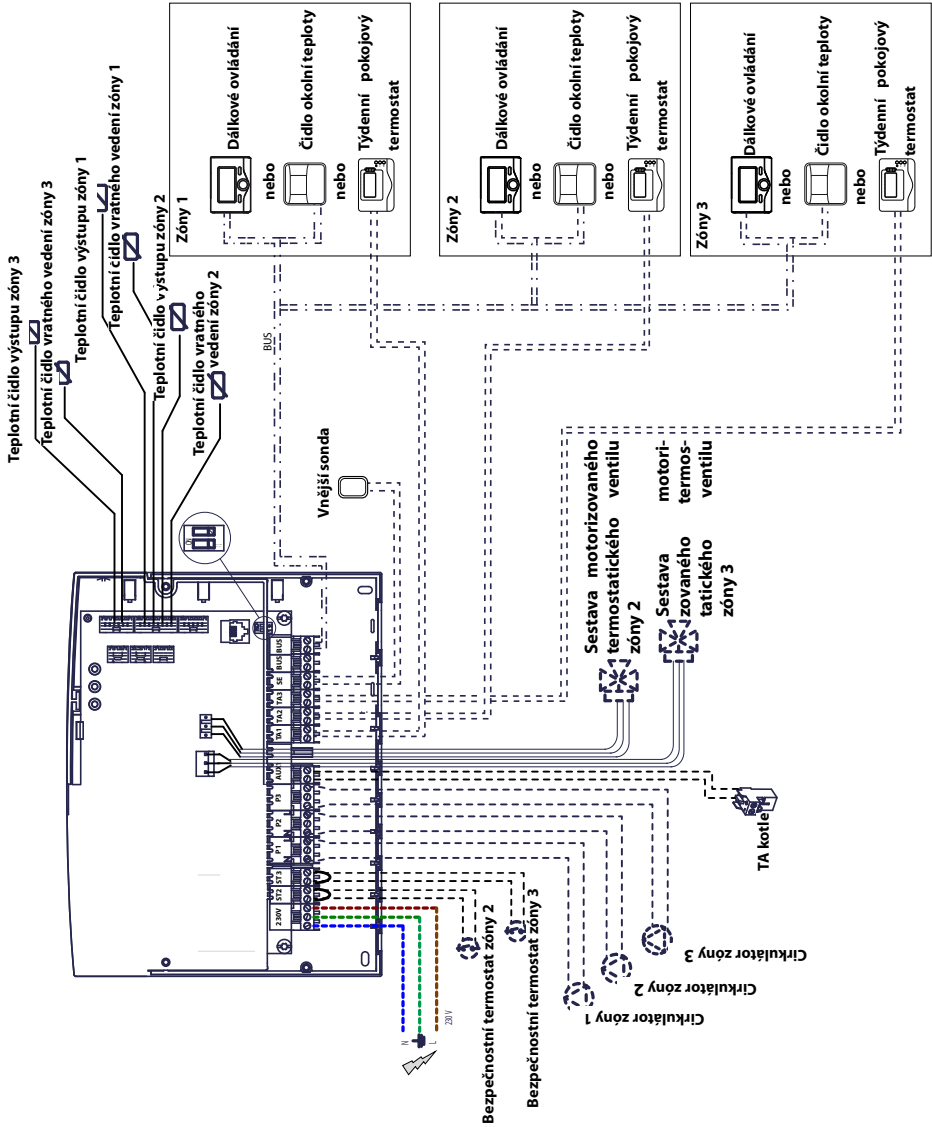 Teplotní čidlo výstupu zóny 3
Teplotní čidlo vratného vedení zóny 3
Teplotní čidlo výstupu zóny 1
Teplotní čidlo vratného vedení zóny 1
Teplotní čidlo výstupu zóny 2
Teplotní čidlo vratného
vedení zóny 2
Zóny 1
Dálkové ovládání
nebo
Čidlo okolní teploty
nebo
Týdenní pokojový
termostat
Zóny 2
Dálkové ovládání
nebo
Čidlo okolní teploty
nebo
Týdenní pokojový
termostat
Zóny 3
Dálkové ovládání
nebo
Čidlo okolní teploty
nebo
Týdenní pokojový
termostat
BUS
Vnější sonda
Sestava motorizovaného
termostatického ventilu
zóny 2
Sestava motori-
zovaného termos-
tatického ventilu
zóny 3
230V
ST2
ST3
P1
P2
P3
AUX
TA1
TA2
TA3
SE
BUS
BUS
N
L
230 V
Bezpečnostní termostat zóny 2
Bezpečnostní termostat zóny 3
Cirkulátor zóny 1
Cirkulátor zóny 2
Cirkulátor zóny 3
TA kotle